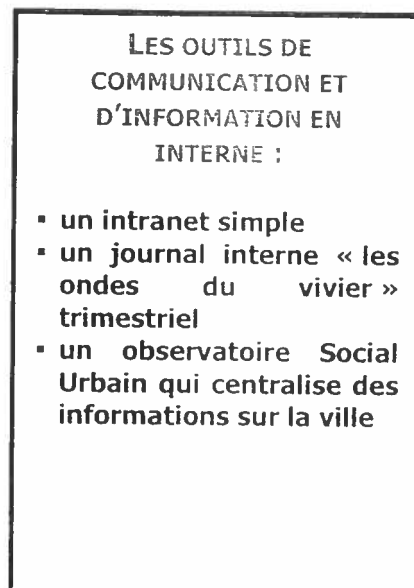 LES OUTILS DE
COMMUNICATION ET
D'INFORMATION EN
INTERNE :
▪ un intranet simple
▪ un journal interne « les
ondes du vivier »
trimestriel
▪ un observatoire Social
Urbain qui centralise des
informations sur la ville